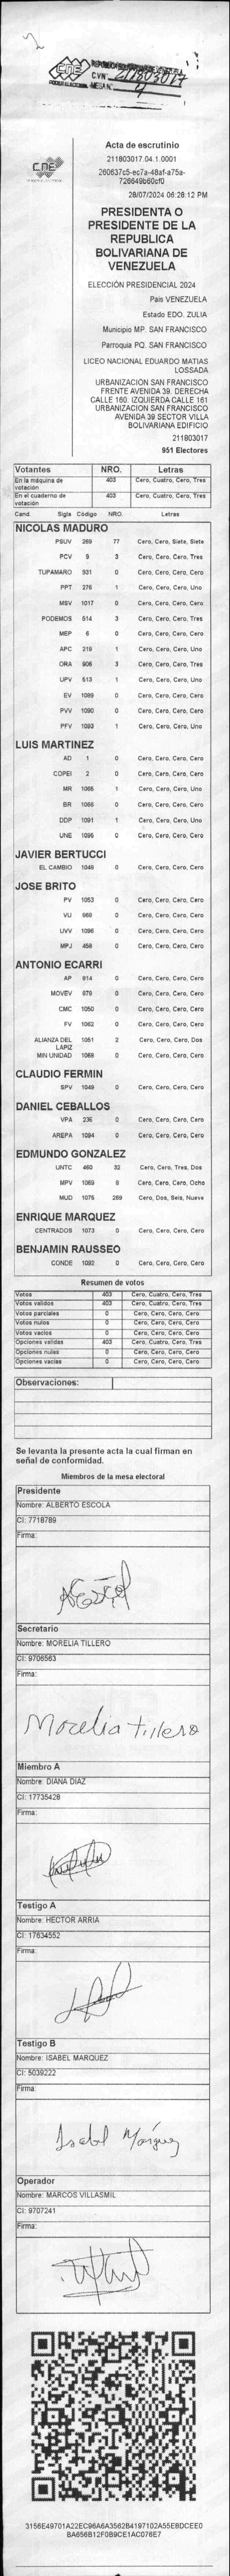 CNE
PODER ELECTORAL
C.V.N° 211803017
MESA N° 4
CNE
Acta de escrutinio
211803017.04.1.0001
260637c5-ec7a-48af-a75a-
726649b60cf0
28/07/2024 06:28:12 PM
PRESIDENTA O
PRESIDENTE DE LA
REPUBLICA
BOLIVARIANA DE
VENEZUELA
ELECCIÓN PRESIDENCIAL 2024
Pais VENEZUELA
Estado EDO. ZULIA
Municipio MP. SAN FRANCISCO
Parroquia PQ. SAN FRANCISCO
LICEO NACIONAL EDUARDO MATIAS
LOSSADA
URBANIZACION SAN FRANCISCO
FRENTE AVENIDA 39. DERECHA
CALLE 160. IZQUIERDA CALLE 161
URBANIZACION SAN FRANCISCO
AVENIDA 39 SECTOR VILLA
BOLIVARIANA EDIFICIO
211803017
951 Electores
Votantes NRO. Letras
En la máquina de votación 403 Cero, Cuatro, Cero, Tres
En el cuaderno de votación 403 Cero, Cuatro, Cero, Tres
Cand. Sigla Código NRO. Letras
NICOLAS MADURO
PSUV 269 77 Cero, Cero, Siete, Siete
PCV 9 3 Cero, Cero, Cero, Tres
TUPAMARO 931 0 Cero, Cero, Cero, Cero
PPT 276 1 Cero, Cero, Cero, Uno
MSV 1017 0 Cero, Cero, Cero, Cero
PODEMOS 514 3 Cero, Cero, Cero, Tres
MEP 6 0 Cero, Cero, Cero, Cero
APC 219 1 Cero, Cero, Cero, Uno
ORA 906 3 Cero, Cero, Cero, Tres
UPV 513 1 Cero, Cero, Cero, Uno
EV 1089 0 Cero, Cero, Cero, Cero
PVV 1090 0 Cero, Cero, Cero, Cero
PFV 1093 1 Cero, Cero, Cero, Uno
LUIS MARTINEZ
AD 1 0 Cero, Cero, Cero, Cero
COPEI 2 0 Cero, Cero, Cero, Cero
MR 1065 1 Cero, Cero, Cero, Uno
BR 1066 0 Cero, Cero, Cero, Cero
DDP 1091 1 Cero, Cero, Cero, Uno
UNE 1095 0 Cero, Cero, Cero, Cero
JAVIER BERTUCCI
EL CAMBIO 1048 0 Cero, Cero, Cero, Cero
JOSE BRITO
PV 1053 0 Cero, Cero, Cero, Cero
VU 989 0 Cero, Cero, Cero, Cero
UVV 1096 0 Cero, Cero, Cero, Cero
MPJ 458 0 Cero, Cero, Cero, Cero
ANTONIO ECARRI
AP 914 0 Cero, Cero, Cero, Cero
MOVEV 979 0 Cero, Cero, Cero, Cero
CMC 1050 0 Cero, Cero, Cero, Cero
FV 1062 0 Cero, Cero, Cero, Cero
ALIANZA DEL 1051 2 Cero, Cero, Cero, Dos
LAPIZ
MIN UNIDAD 1069 0 Cero, Cero, Cero, Cero
CLAUDIO FERMIN
SPV 1049 0 Cero, Cero, Cero, Cero
DANIEL CEBALLOS
VPA 236 0 Cero, Cero, Cero, Cero
AREPA 1094 0 Cero, Cero, Cero, Cero
EDMUNDO GONZALEZ
UNTC 460 32 Cero, Cero, Tres, Dos
MPV 1069 8 Cero, Cero, Cero, Ocho
MUD 1075 269 Cero, Dos, Seis, Nueve
ENRIQUE MARQUEZ
CENTRADOS 1073 0 Cero, Cero, Cero, Cero
BENJAMIN RAUSSEO
CONDE 1092 0 Cero, Cero, Cero, Cero
Resumen de votos
Votos 403 Cero, Cuatro, Cero, Tres
Votos validos 403 Cero, Cuatro, Cero, Tres
Votos parciales 0 Cero, Cero, Cero, Cero
Votos nulos 0 Cero, Cero, Cero, Cero
Votos vacios 0 Cero, Cero, Cero, Cero
Opciones validas 403 Cero, Cuatro, Cero, Tres
Opciones nulas 0 Cero, Cero, Cero, Cero
Opciones vacias 0 Cero, Cero, Cero, Cero
Observaciones:
Se levanta la presente acta la cual firman en
señal de conformidad.
Miembros de la mesa electoral
Presidente
Nombre: ALBERTO ESCOLA
CI: 7718789
Firma:
Secretario
Nombre: MORELIA TILLERO
CI: 9706563
Firma:
Morelia Tillero
Miembro A
Nombre: DIANA DIAZ
CI: 17735428
Firma:
Testigo A
Nombre: HECTOR ARRIA
CI: 17634552
Firma:
Testigo B
Nombre: ISABEL MARQUEZ
CI: 5039222
Firma:
Isabel Márquez
Operador
Nombre: MARCOS VILLASMIL
CI: 9707241
Firma:
3156E49701A22EC96A6A3562B4197102A55E8DCEE0
BA656B12F0B9CE1AC076E7